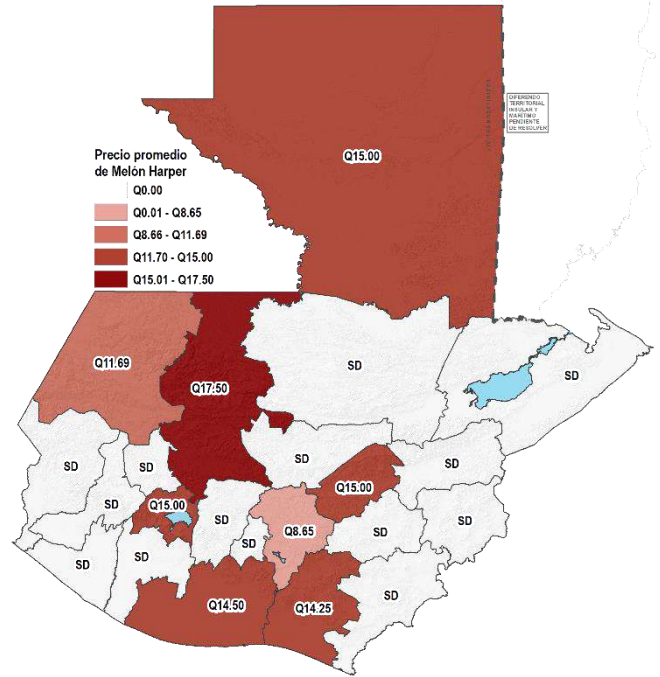 DIFERENDO
TERRITORIAL
INSULAR Y
MARÍTIMO
PENDIENTE
DE RESOLVER
Q15.00
Precio promedio
de Melón Harper
Q0.00
Q0.01 - Q8.65
Q8.66 - Q11.69
Q11.70 - Q15.00
Q15.01 - Q17.50
Q11.69
Q17.50
SD
SD
SD
SD
SD
SD
SD
Q15.00
Q15.00
SD
SD
Q8.65
SD
SD
SD
SD
SD
Q14.50
Q14.25